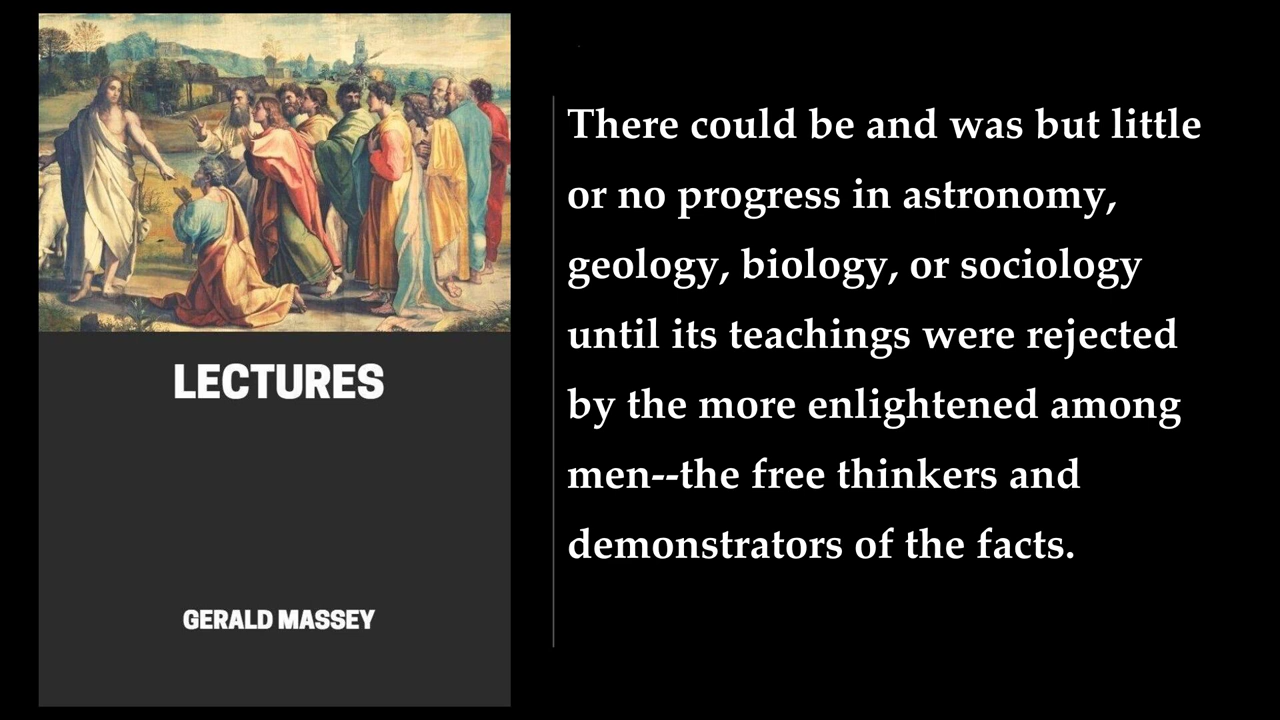 LECTURES
GERALD MASSEY
There could be and was but little
or no progress in astronomy,
geology, biology, or sociology
until its teachings were rejected
by the more enlightened among
men--the free thinkers and
demonstrators of the facts.